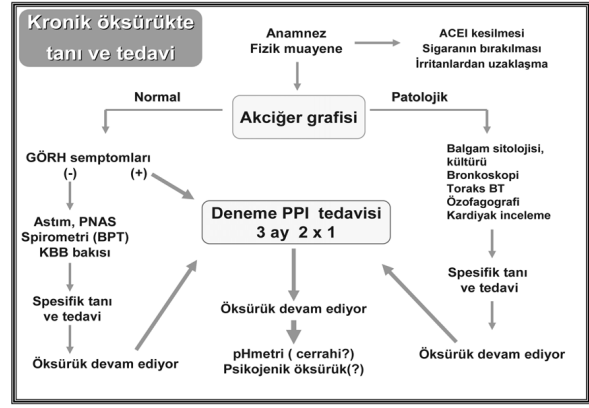 Kronik öksürükte
tanı ve tedavi
Anamnez
Fizik muayene
ACEI kesilmesi
Sigaranın bırakılması
İrritanlardan uzaklaşma
Normal
Patolojik
Akciğer grafisi
GÖRH semptomları
(-) (+)
Balgam sitolojisi,
kültürü
Bronkoskopi
Toraks BT
Özofagografi
Kardiyak inceleme
Deneme PPI tedavisi
3 ay 2 x 1
Astım, PNAS
Spirometri (BPT)
KBB bakısı
Spesifik tanı
ve tedavi
Spesifik tanı
ve tedavi
Öksürük devam ediyor
Öksürük devam ediyor
pHmetri ( cerrahi?)
Psikojenik öksürük(?)
Öksürük devam ediyor